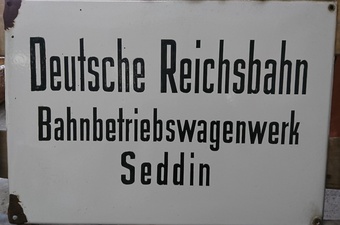 Deutsche Reichsbahn
Bahnbetriebswagenwerk
Seddin